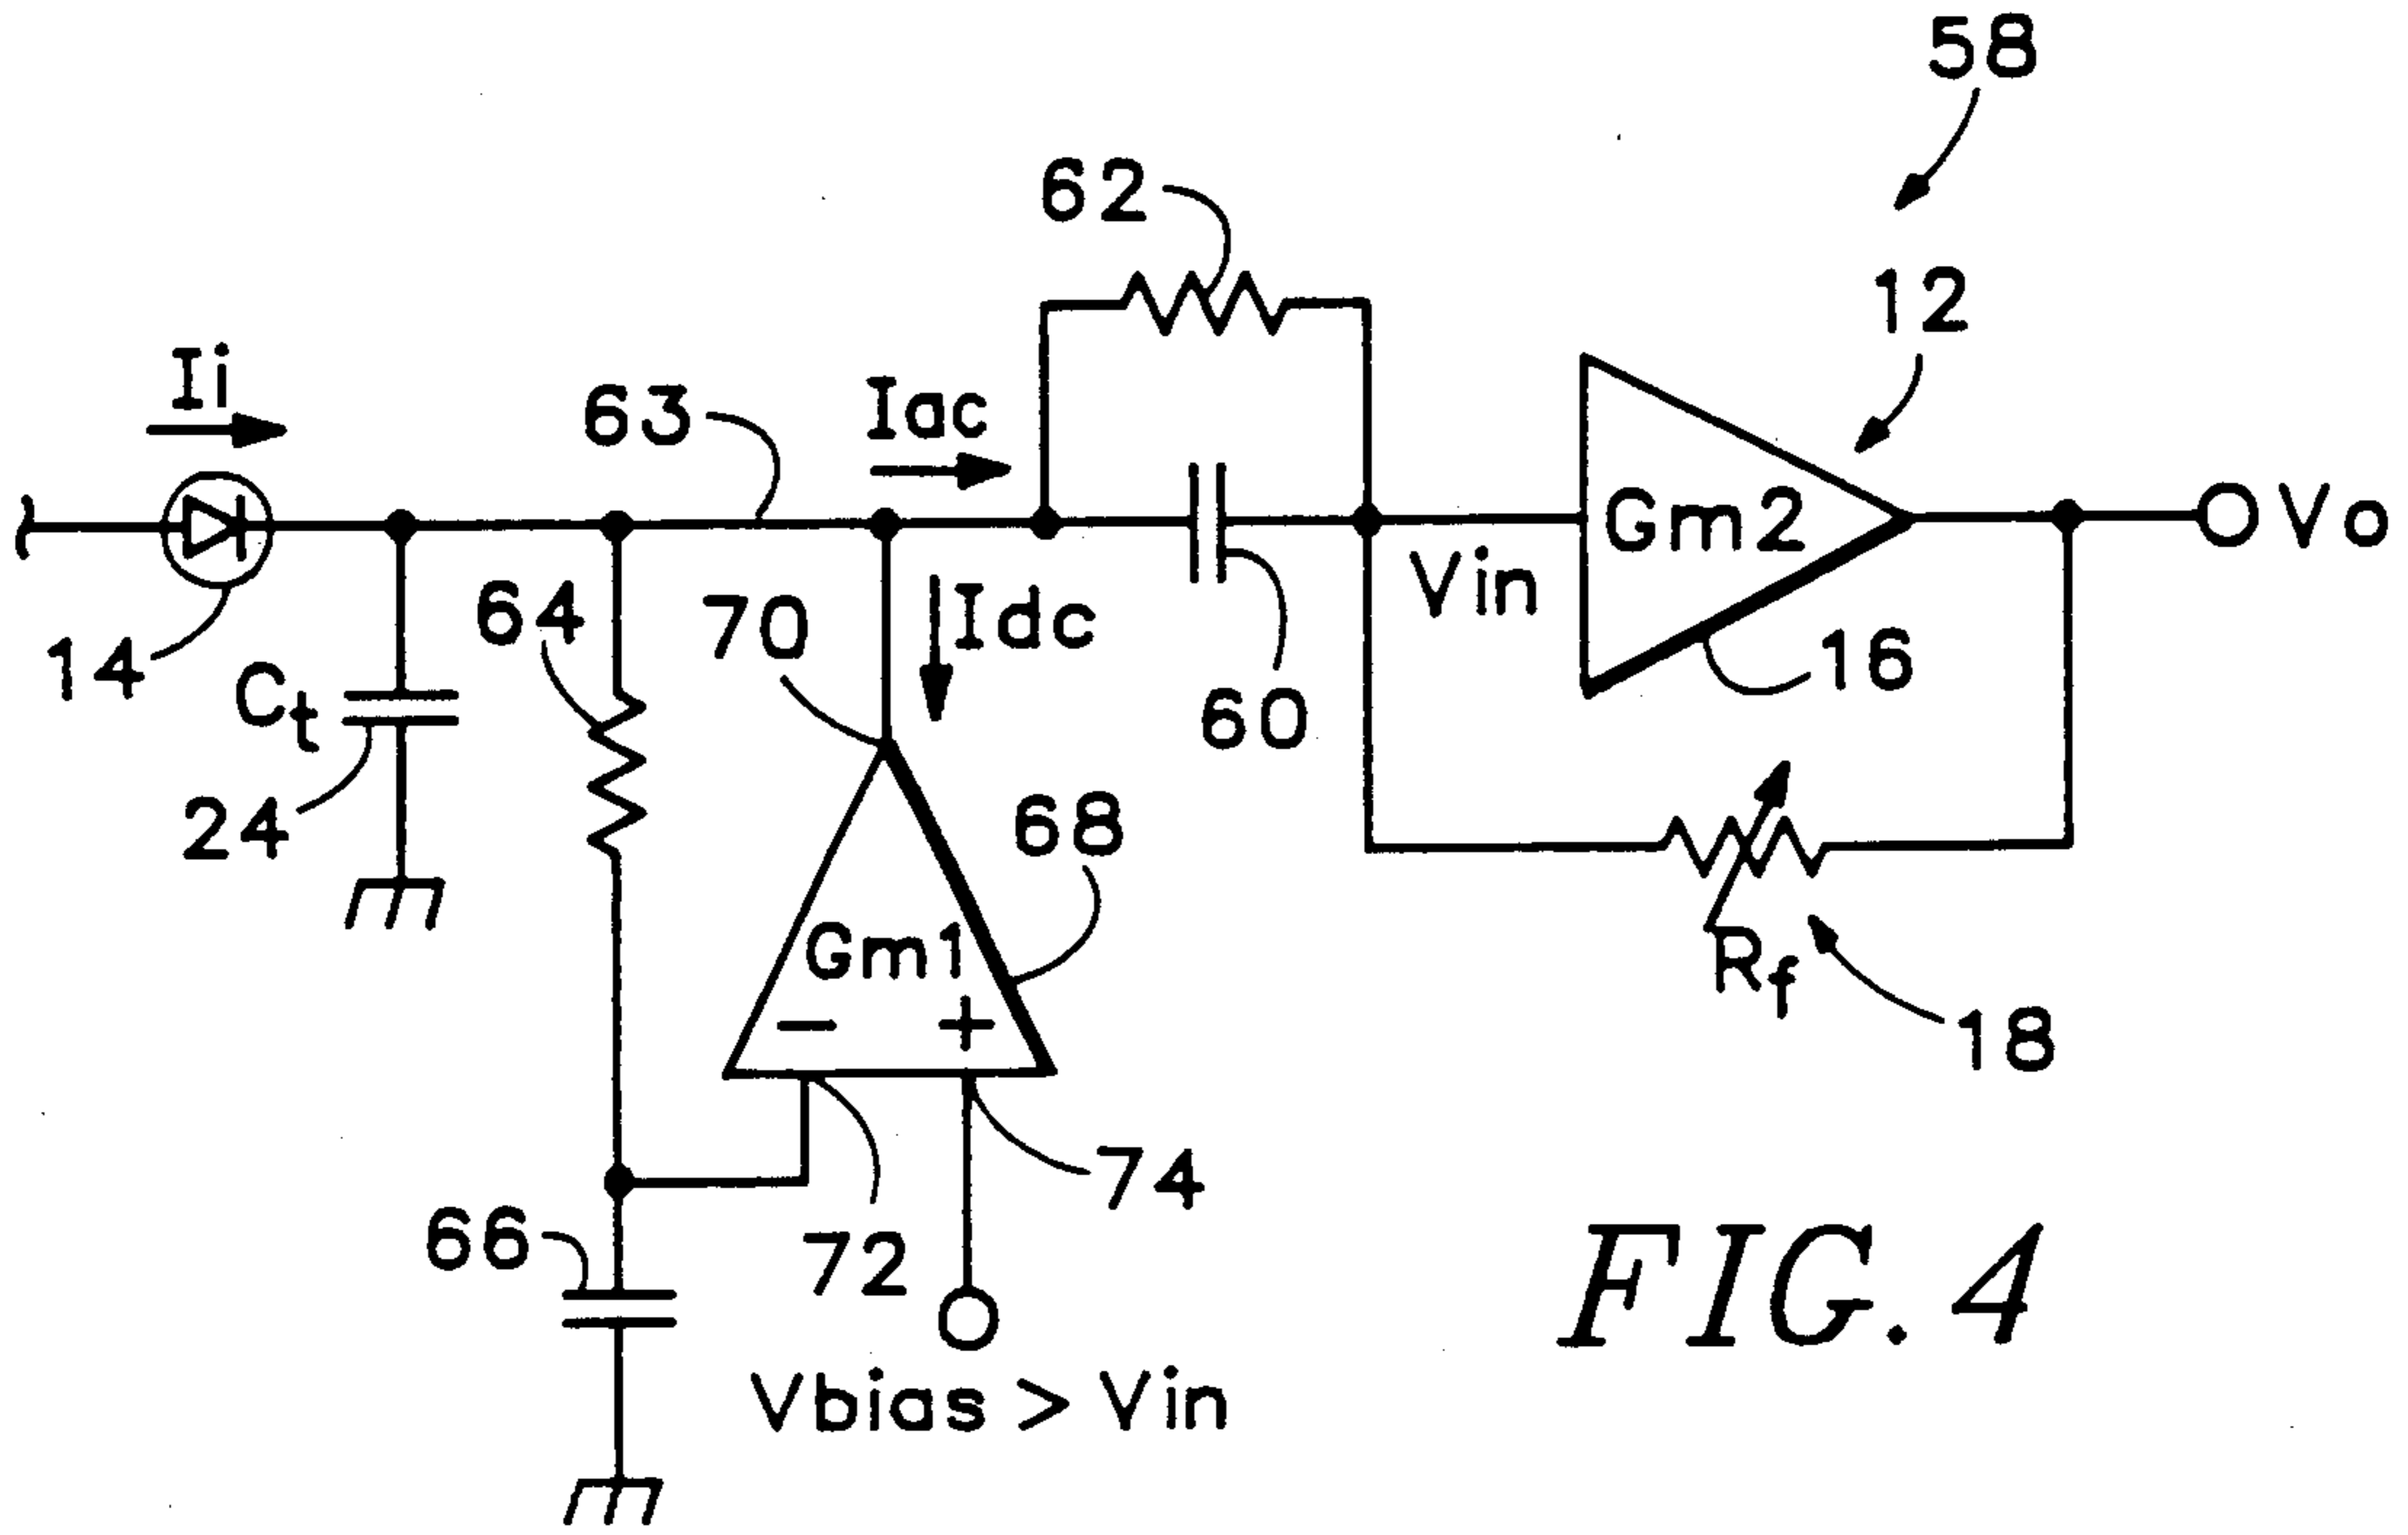 58
62
12
Ii
63
Iac
Gm2
Vo
Vin
64
70
Idc
14
Ct
16
60
24
68
Gm1
− +
Rf
18
74
66
72
Vbias > Vin
FIG. 4